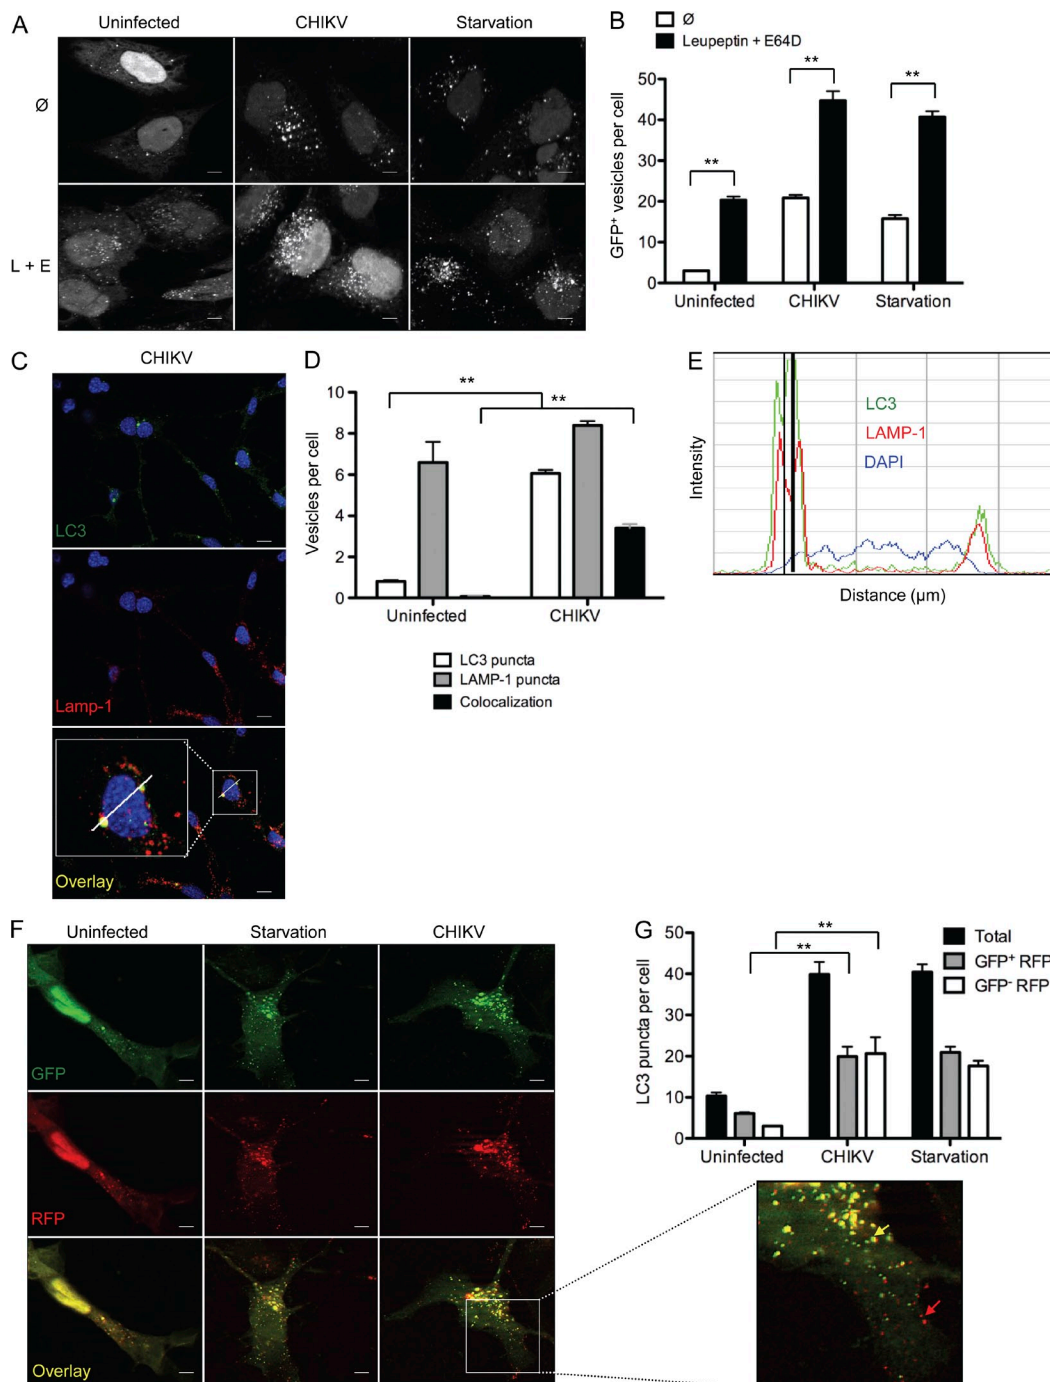 A
Uninfected
CHIKV
Starvation
Ø
L + E
B
Ø
Leupeptin + E64D
**
**
**
GFP⁺ vesicles per cell
50
40
30
20
10
0
Uninfected
CHIKV
Starvation
C
CHIKV
LC3
Lamp-1
Overlay
D
**
**
Vesicles per cell
10
8
6
4
2
0
Uninfected
CHIKV
LC3 puncta
LAMP-1 puncta
Colocalization
E
LC3
LAMP-1
DAPI
Intensity
Distance (µm)
F
Uninfected
Starvation
CHIKV
GFP
RFP
Overlay
G
**
**
Total
GFP⁺ RFP
GFP⁻ RFP
LC3 puncta per cell
50
40
30
20
10
0
Uninfected
CHIKV
Starvation